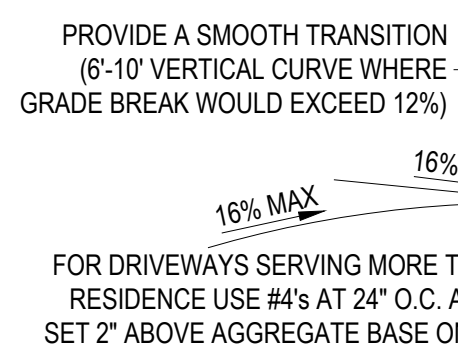 PROVIDE A SMOOTH TRANSITION
(6'-10' VERTICAL CURVE WHERE
GRADE BREAK WOULD EXCEED 12%)
16%
16% MAX
FOR DRIVEWAYS SERVING MORE
RESIDENCE USE #4's AT 24" O.C.
SET 2" ABOVE AGGREGATE BASE